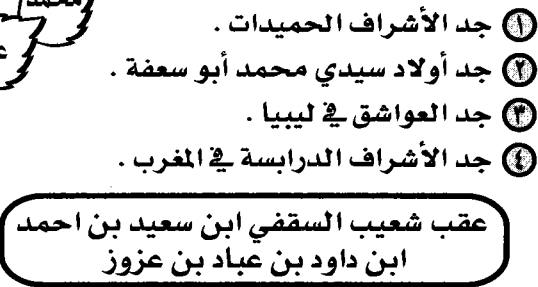 محمد
① جد الأشراف الحميدات .
② جد أولاد سيدي محمد أبو سعفة .
③ جد العواشق في ليبيا .
④ جد الأشراف الدرابسة في المغرب .
عقب شعيب السقفي ابن سعيد بن احمد
ابن داود بن عباد بن عزوز